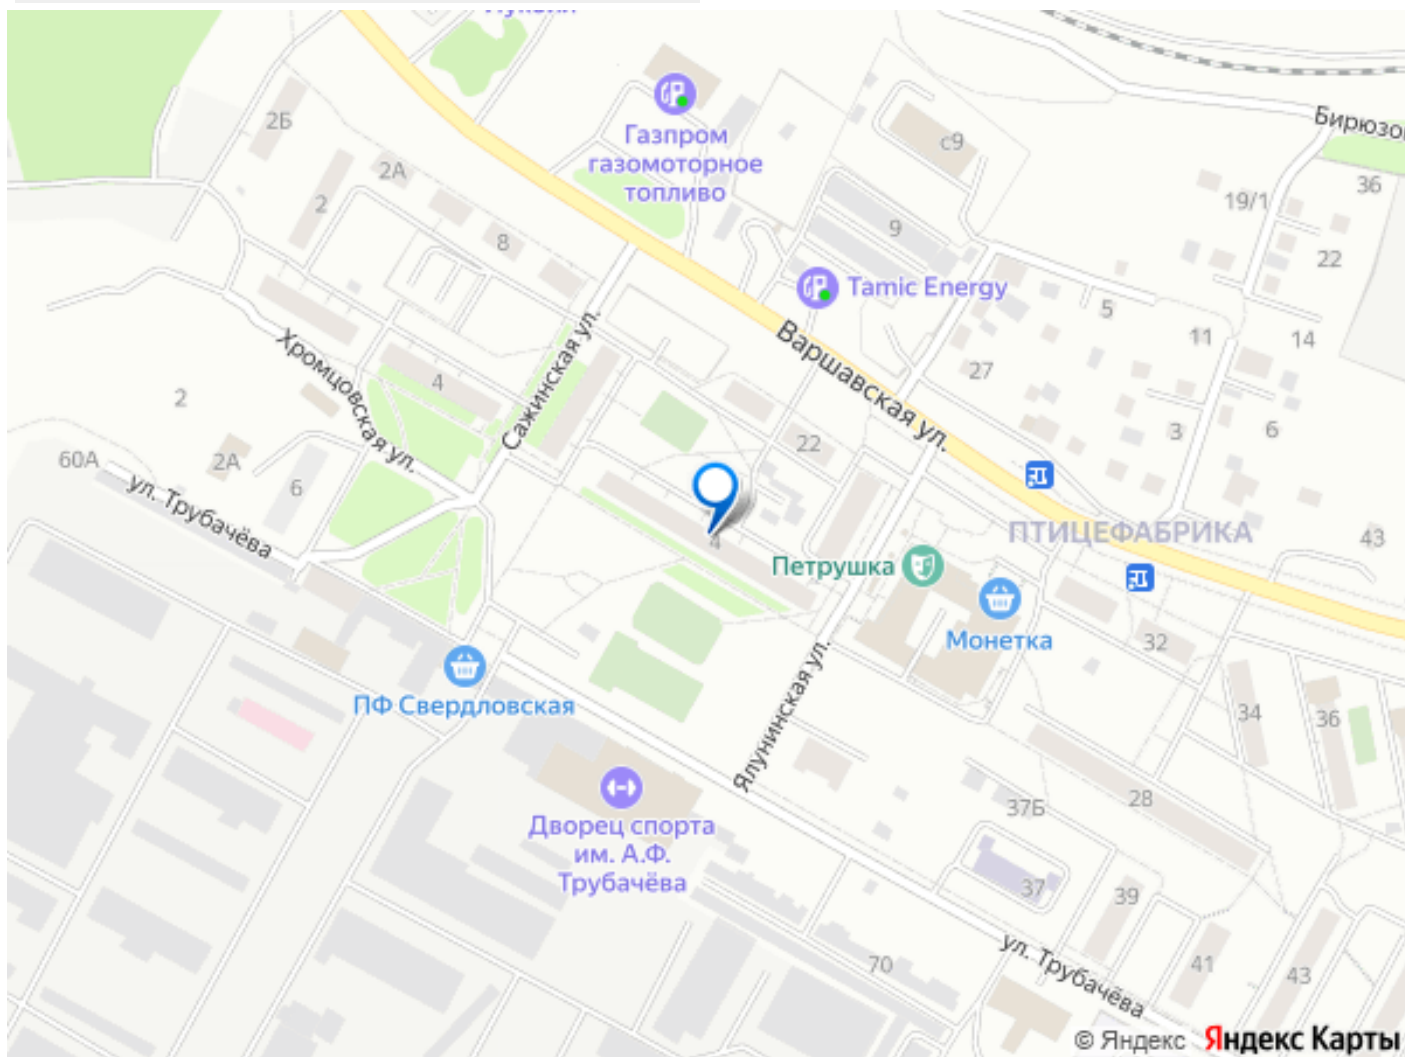 Газпром
газомоторное
топливо
2Б
2А
2
8
с9
9
Бирюзов
36
19/1
22
Tamic Energy
5
11
14
27
3
6
Варшавская ул.
Сажинская ул.
Хромцовская ул.
4
2
2А
60А
6
ул. Трубачёва
22
4
ПТИЦЕФАБРИКА
43
Петрушка
Монетка
32
ПФ Свердловская
Ялунинская ул.
34
36
Дворец спорта
им. А.Ф.
Трубачёва
37Б
28
37
39
70
ул. Трубачёва
41
43
© Яндекс Яндекс Карты